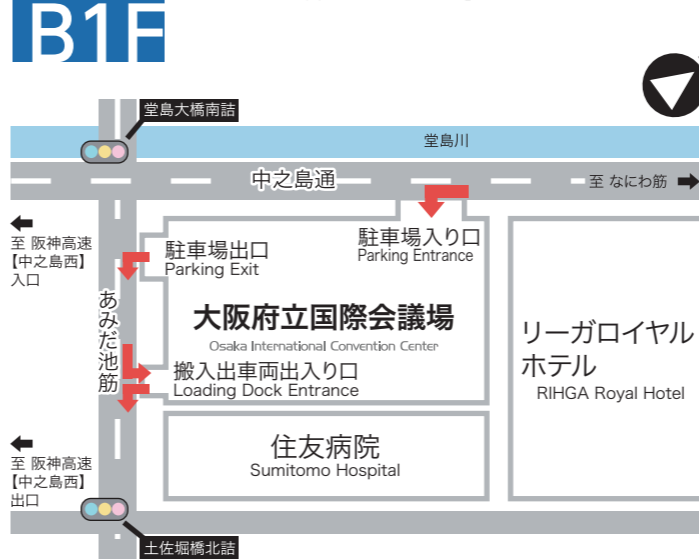 B1F
堂島大橋南詰
堂島川
中之島通
至 なにわ筋
至 阪神高速
【中之島西】
入口
駐車場出口
Parking Exit
駐車場入り口
Parking Entrance
あみだ池筋
大阪府立国際会議場
Osaka International Convention Center
搬入出車両出入り口
Loading Dock Entrance
リーガロイヤル
ホテル
RIHGA Royal Hotel
住友病院
Sumitomo Hospital
至 阪神高速
【中之島西】
出口
土佐堀橋北詰